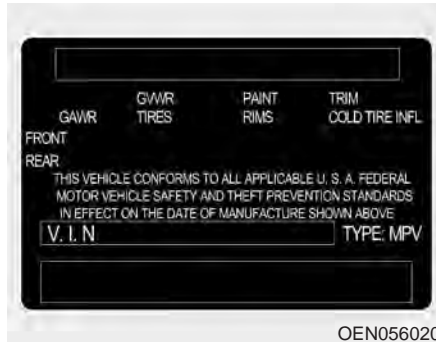 GVWR PAINT TRIM
GAWR TIRES RIMS COLD TIRE INFL
FRONT
REAR
THIS VEHICLE CONFORMS TO ALL APPLICABLE U. S. A. FEDERAL
MOTOR VEHICLE SAFETY AND THEFT PREVENTION STANDARDS
IN EFFECT ON THE DATE OF MANUFACTURE SHOWN ABOVE
V. I. N TYPE: MPV
OEN056020